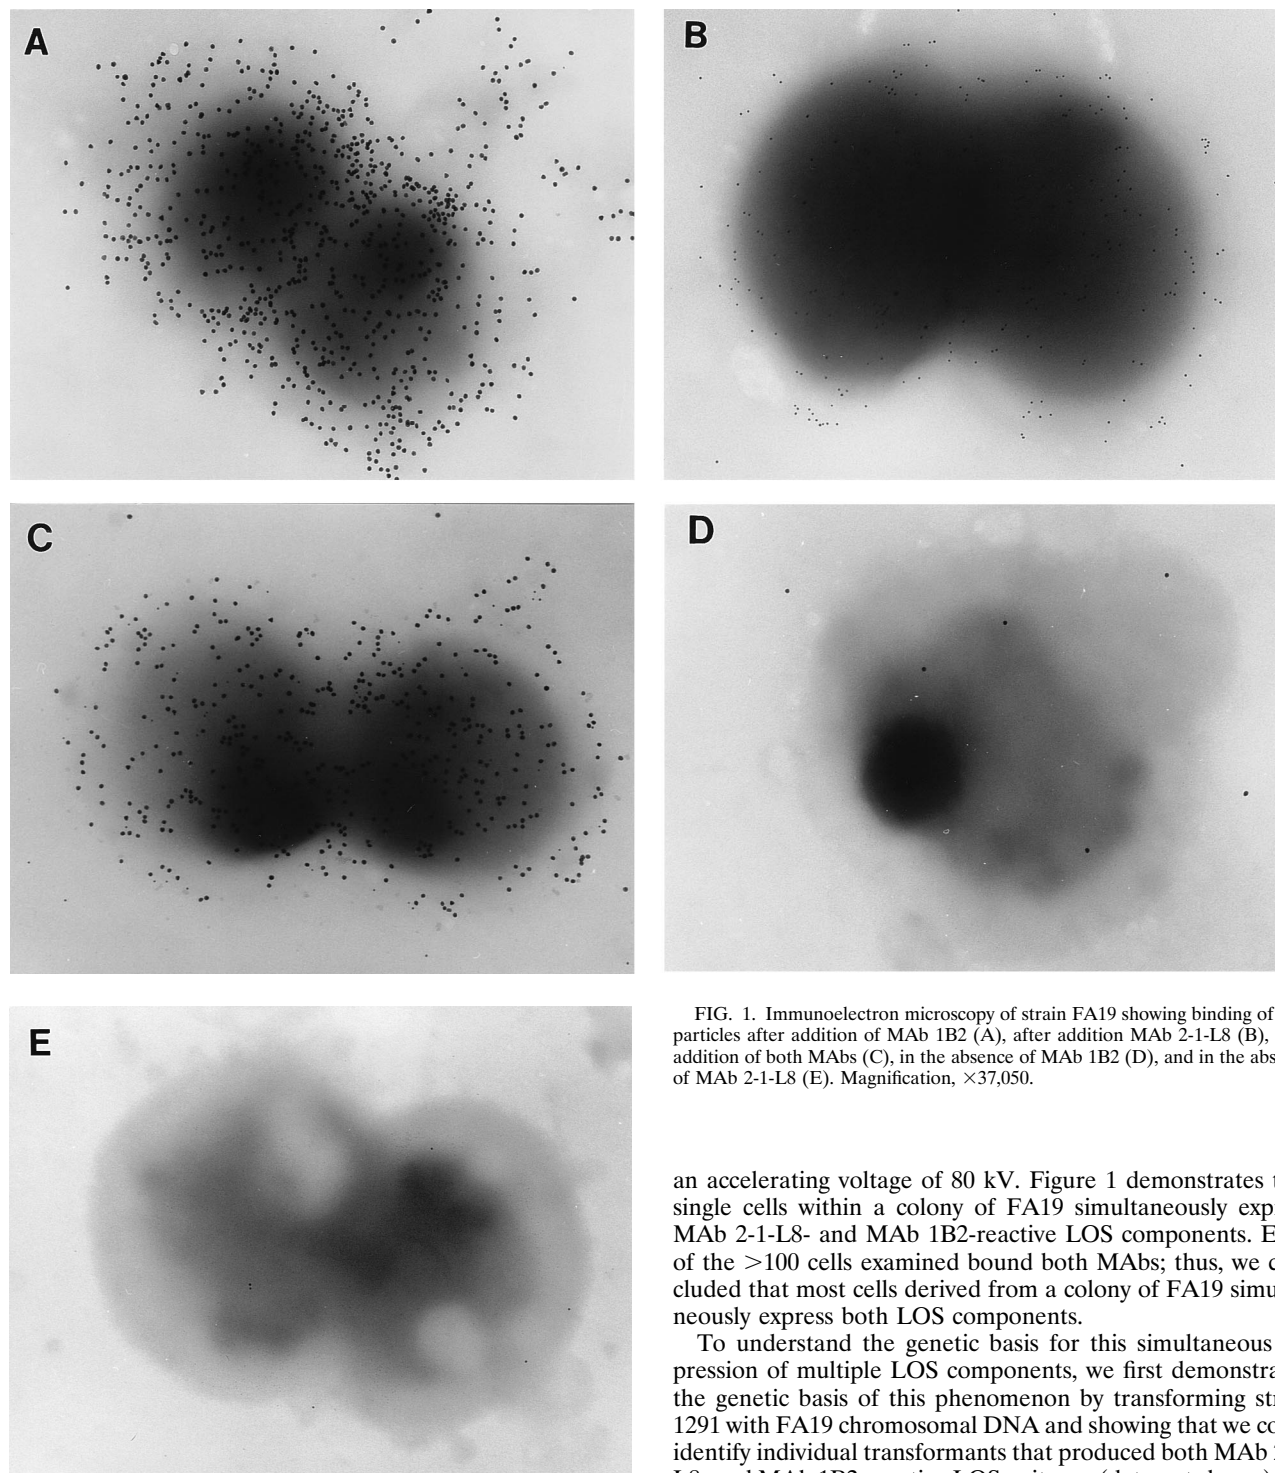 A
B
C
D
E
FIG. 1. Immunoelectron microscopy of strain FA19 showing binding of
particles after addition of MAb 1B2 (A), after addition MAb 2-1-L8 (B),
addition of both MAbs (C), in the absence of MAb 1B2 (D), and in the abs
of MAb 2-1-L8 (E). Magnification, ×37,050.
an accelerating voltage of 80 kV. Figure 1 demonstrates t
single cells within a colony of FA19 simultaneously exp
MAb 2-1-L8- and MAb 1B2-reactive LOS components. E
of the >100 cells examined bound both MAbs; thus, we c
cluded that most cells derived from a colony of FA19 simu
neously express both LOS components.
To understand the genetic basis for this simultaneous
pression of multiple LOS components, we first demonstra
the genetic basis of this phenomenon by transforming str
1291 with FA19 chromosomal DNA and showing that we co
identify individual transformants that produced both MAb